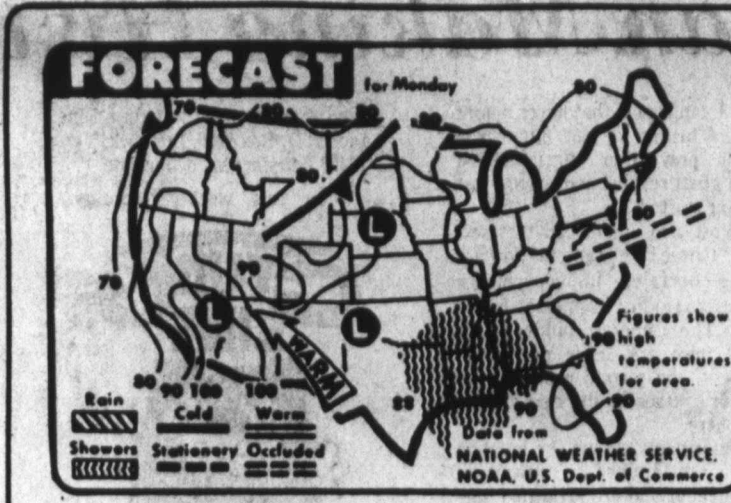 FORECAST for Monday
70 80 80 80 80
80
80
90
70
L
L
L
WARM
80 90 100 100
88
90
90
90
Figures show
high
temperatures
for area.
Rain Cold Warm
Showers Stationary Occluded
Data from
NATIONAL WEATHER SERVICE,
NOAA, U.S. Dept. of Commerce